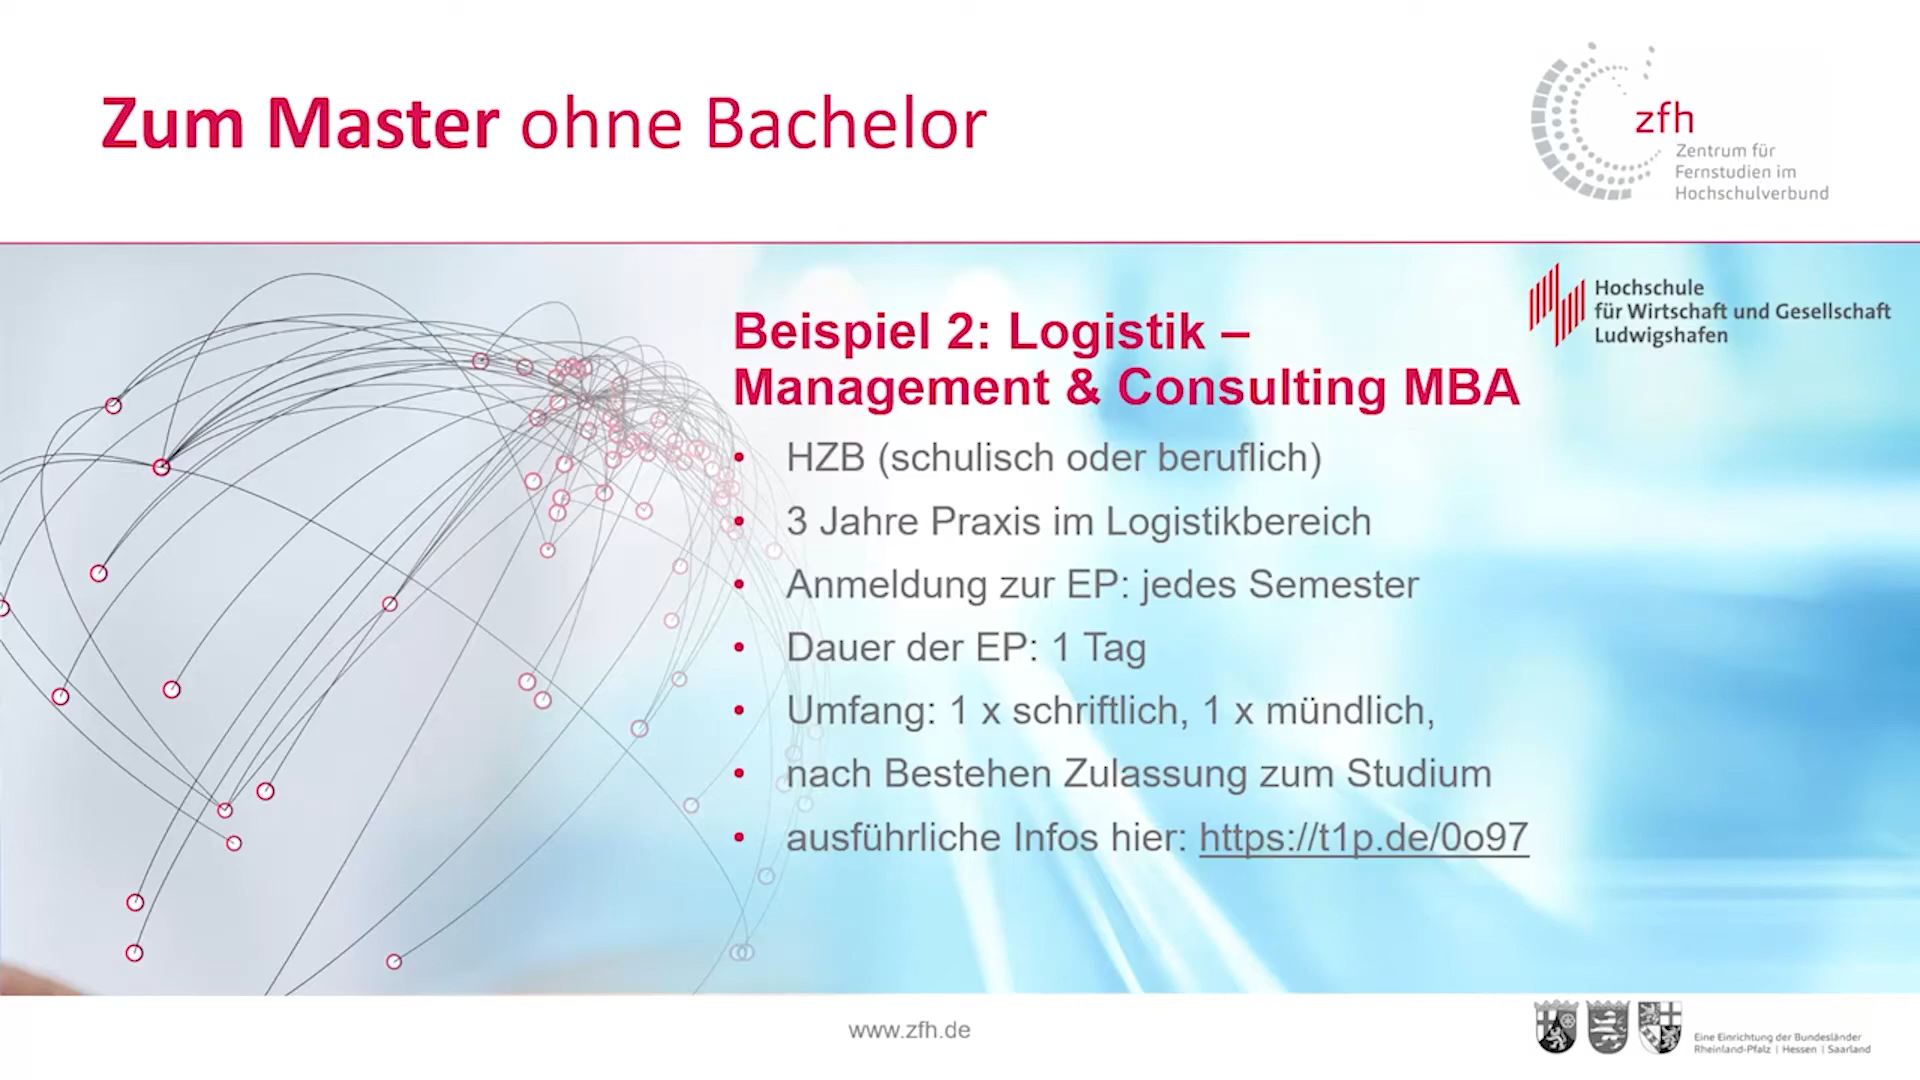 Zum Master ohne Bachelor
zfh
Zentrum für
Fernstudien im
Hochschulverbund
Hochschule
für Wirtschaft und Gesellschaft
Ludwigshafen
Beispiel 2: Logistik –
Management & Consulting MBA
• HZB (schulisch oder beruflich)
• 3 Jahre Praxis im Logistikbereich
• Anmeldung zur EP: jedes Semester
• Dauer der EP: 1 Tag
• Umfang: 1 x schriftlich, 1 x mündlich,
• nach Bestehen Zulassung zum Studium
• ausführliche Infos hier: https://t1p.de/0o97
www.zfh.de
Eine Einrichtung der Bundesländer
Rheinland-Pfalz | Hessen | Saarland